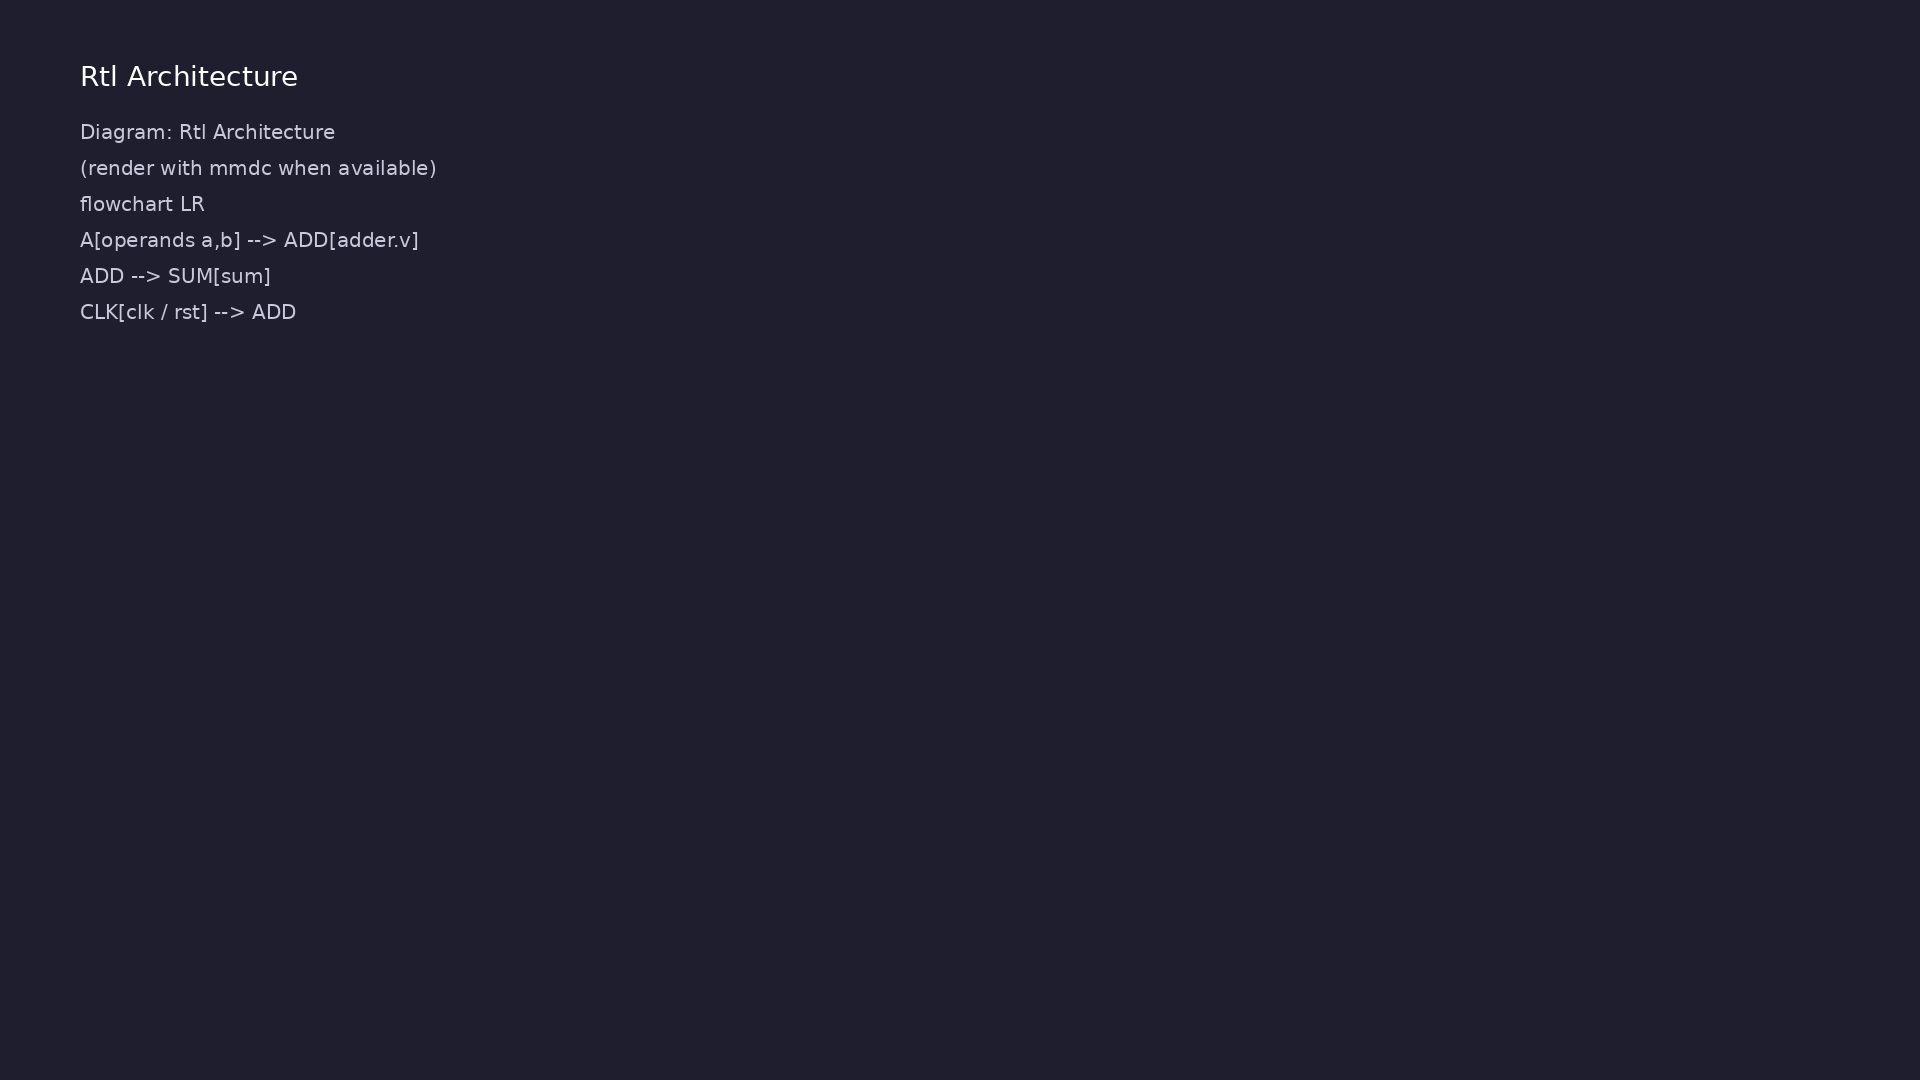 Rtl Architecture
Diagram: Rtl Architecture
(render with mmdc when available)
flowchart LR
A[operands a,b] --> ADD[adder.v]
ADD --> SUM[sum]
CLK[clk / rst] --> ADD